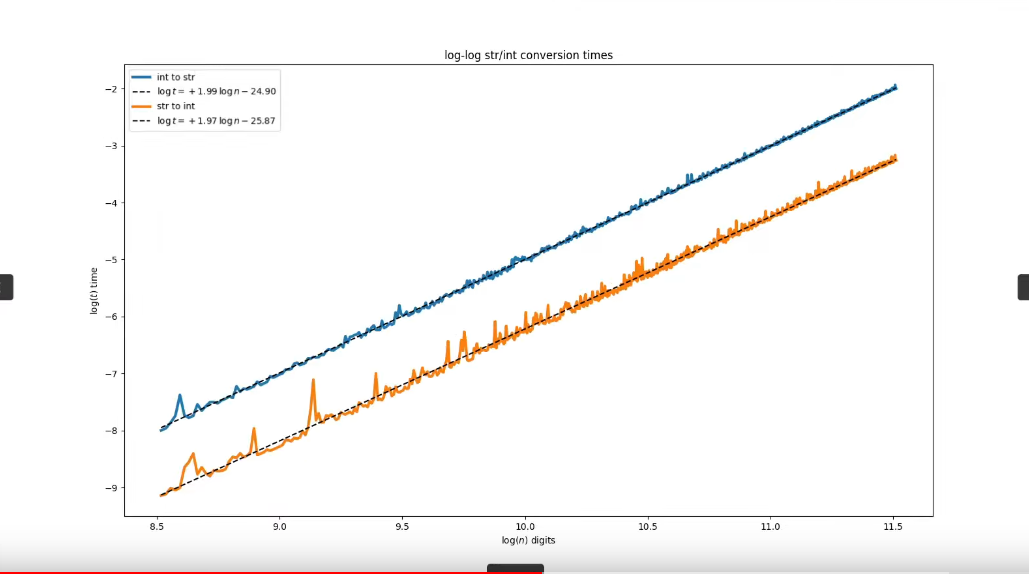 log-log str/int conversion times
int to str
log t = +1.99 log n − 24.90
str to int
log t = +1.97 log n − 25.87
−2
−3
−4
−5
−6
−7
−8
−9
log(t) time
8.5 9.0 9.5 10.0 10.5 11.0 11.5
log(n) digits